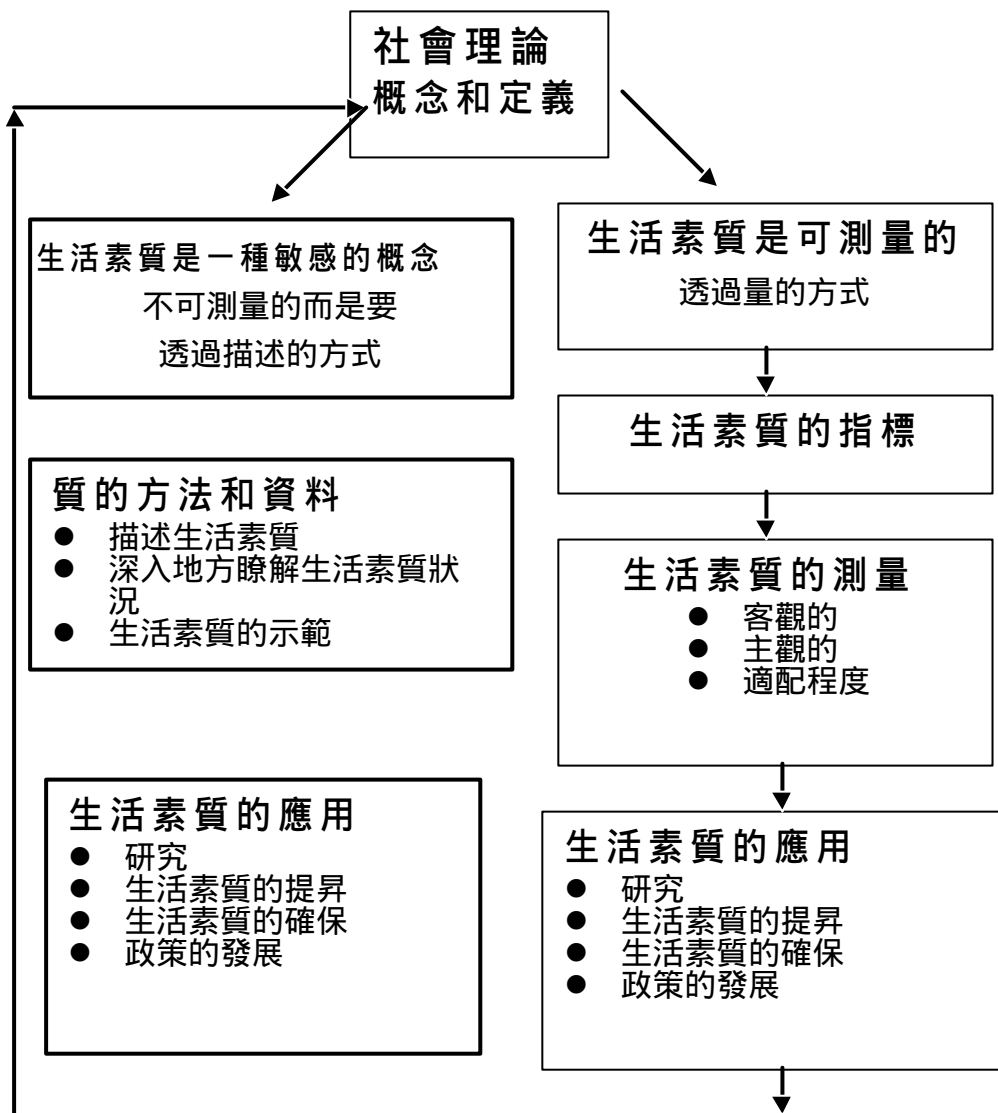 社會理論
概念和定義
生活素質是一種敏感的概念
不可測量的而是要
透過描述的方式
生活素質是可測量的
透過量的方式
生活素質的指標
質的方法和資料
● 描述生活素質
● 深入地方瞭解生活素質狀
況
● 生活素質的示範
生活素質的測量
● 客觀的
● 主觀的
● 適配程度
生活素質的應用
● 研究
● 生活素質的提昇
● 生活素質的確保
● 政策的發展
生活素質的應用
● 研究
● 生活素質的提昇
● 生活素質的確保
● 政策的發展